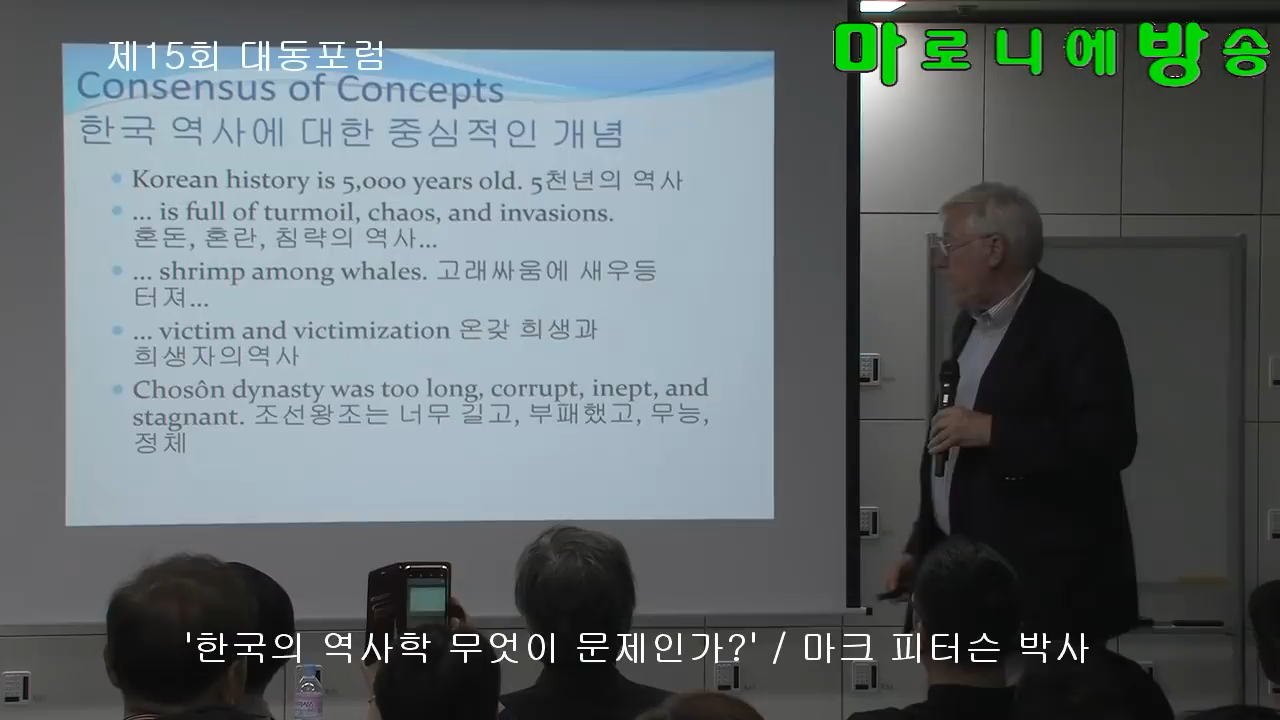 제15회 대동포럼
마로니에방송
Consensus of Concepts
한국 역사에 대한 중심적인 개념
• Korean history is 5,000 years old. 5천년의 역사
• ... is full of turmoil, chaos, and invasions.
혼돈, 혼란, 침략의 역사...
• ... shrimp among whales. 고래싸움에 새우등
터져...
• ... victim and victimization 온갖 희생과
희생자의역사
• Chosôn dynasty was too long, corrupt, inept, and
stagnant. 조선왕조는 너무 길고, 부패했고, 무능,
정체
'한국의 역사학 무엇이 문제인가?' / 마크 피터슨 박사